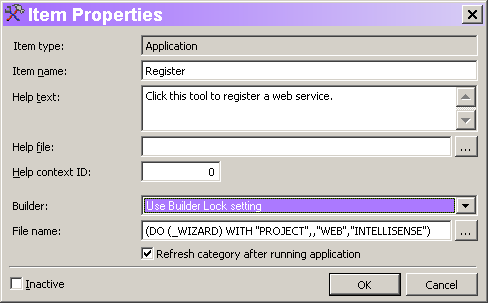 Item Properties
Item type: Application
Item name: Register
Help text: Click this tool to register a web service.
Help file: ...
Help context ID: 0
Builder: Use Builder Lock setting
File name: (DO (_WIZARD) WITH "PROJECT",,"WEB","INTELLISENSE") ...
Refresh category after running application
Inactive OK Cancel